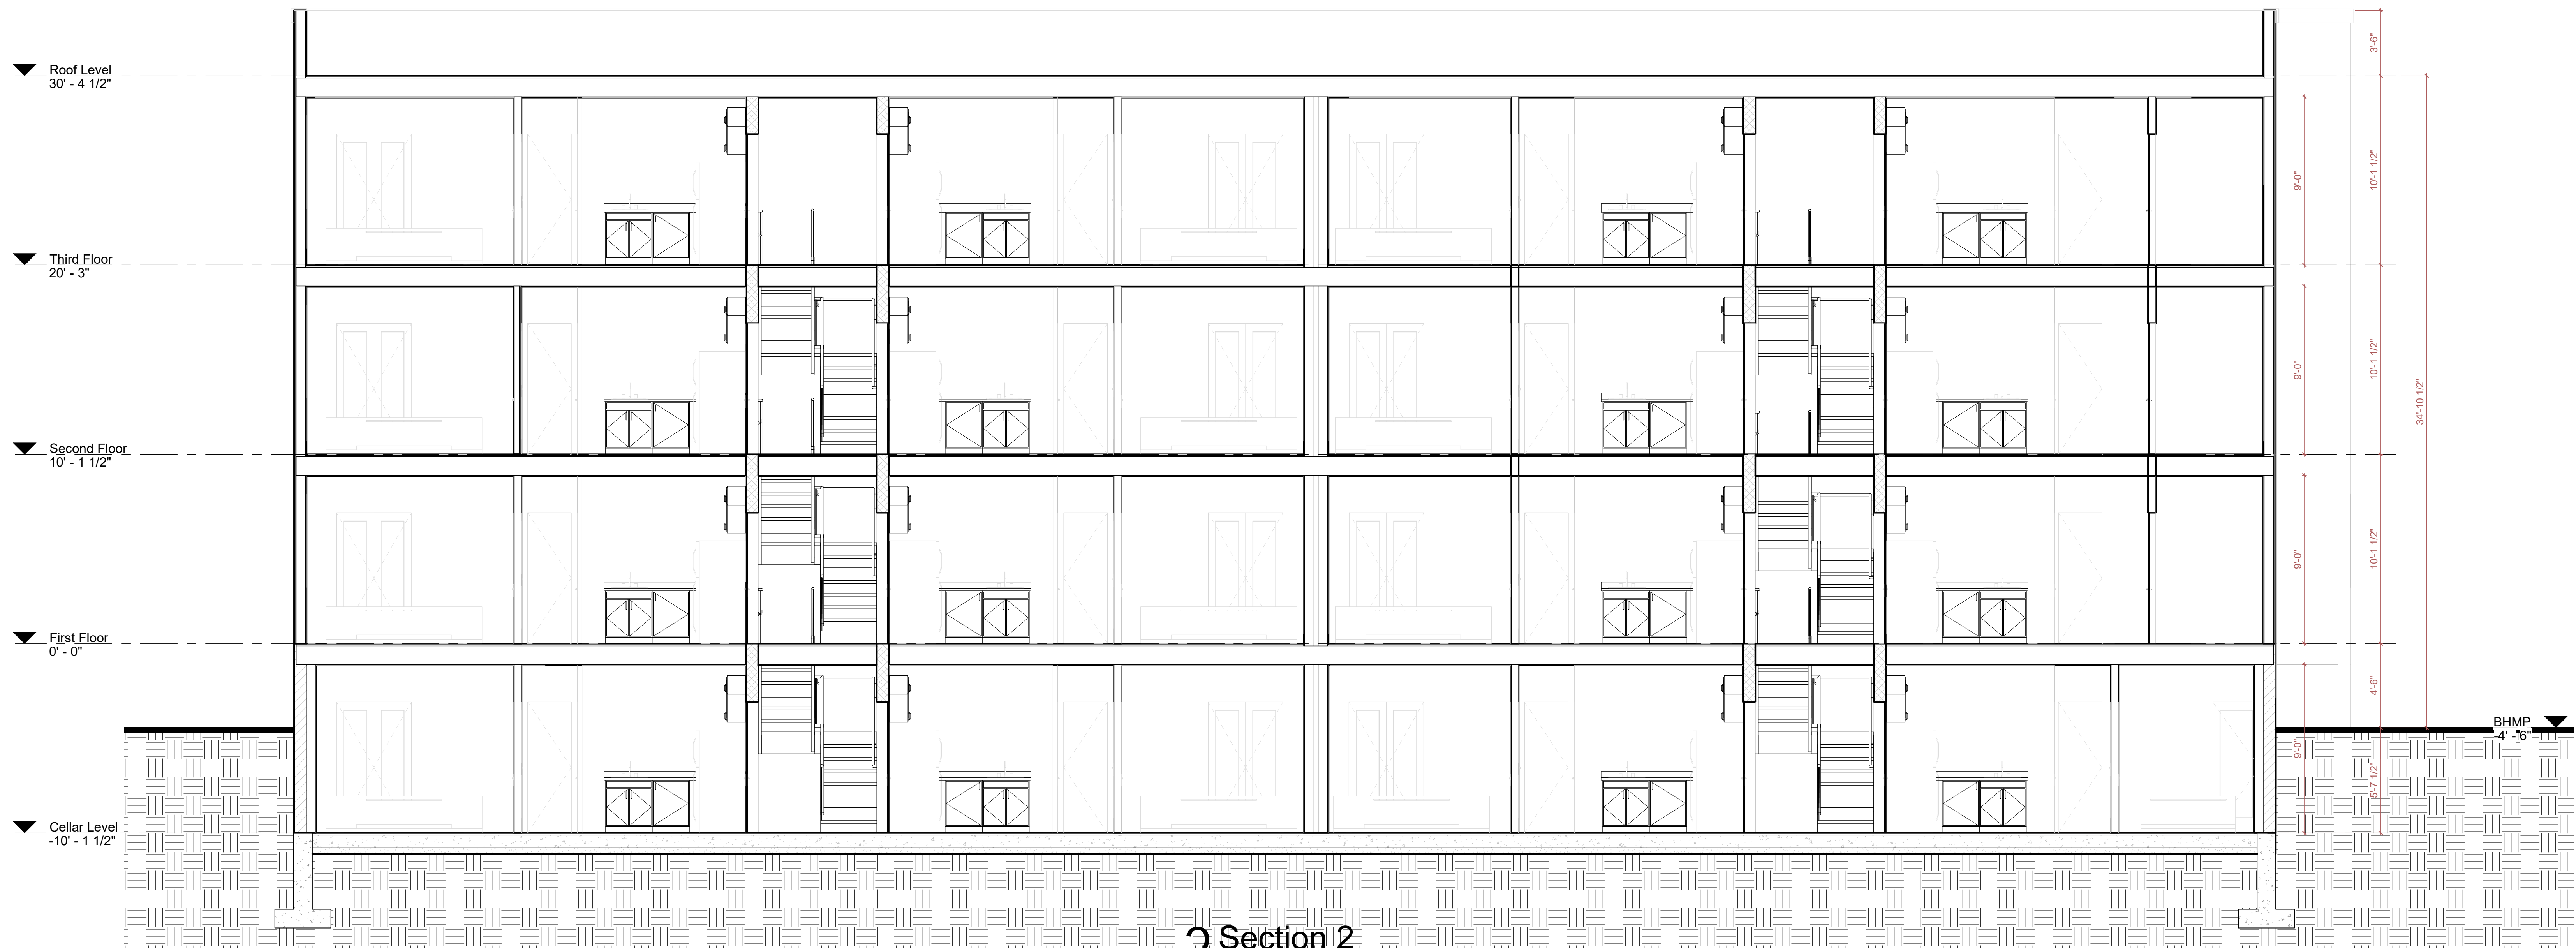 Roof Level
30' - 4 1/2"
Third Floor
20' - 3"
Second Floor
10' - 1 1/2"
First Floor
0' - 0"
Cellar Level
-10' - 1 1/2"
3'-6"
10'-1 1/2"
9'-0"
10'-1 1/2"
9'-0"
34'-10 1/2"
10'-1 1/2"
9'-0"
4'-6"
BHMP
-4' - 6"
9'-0"
5'-7 1/2"
Section 2